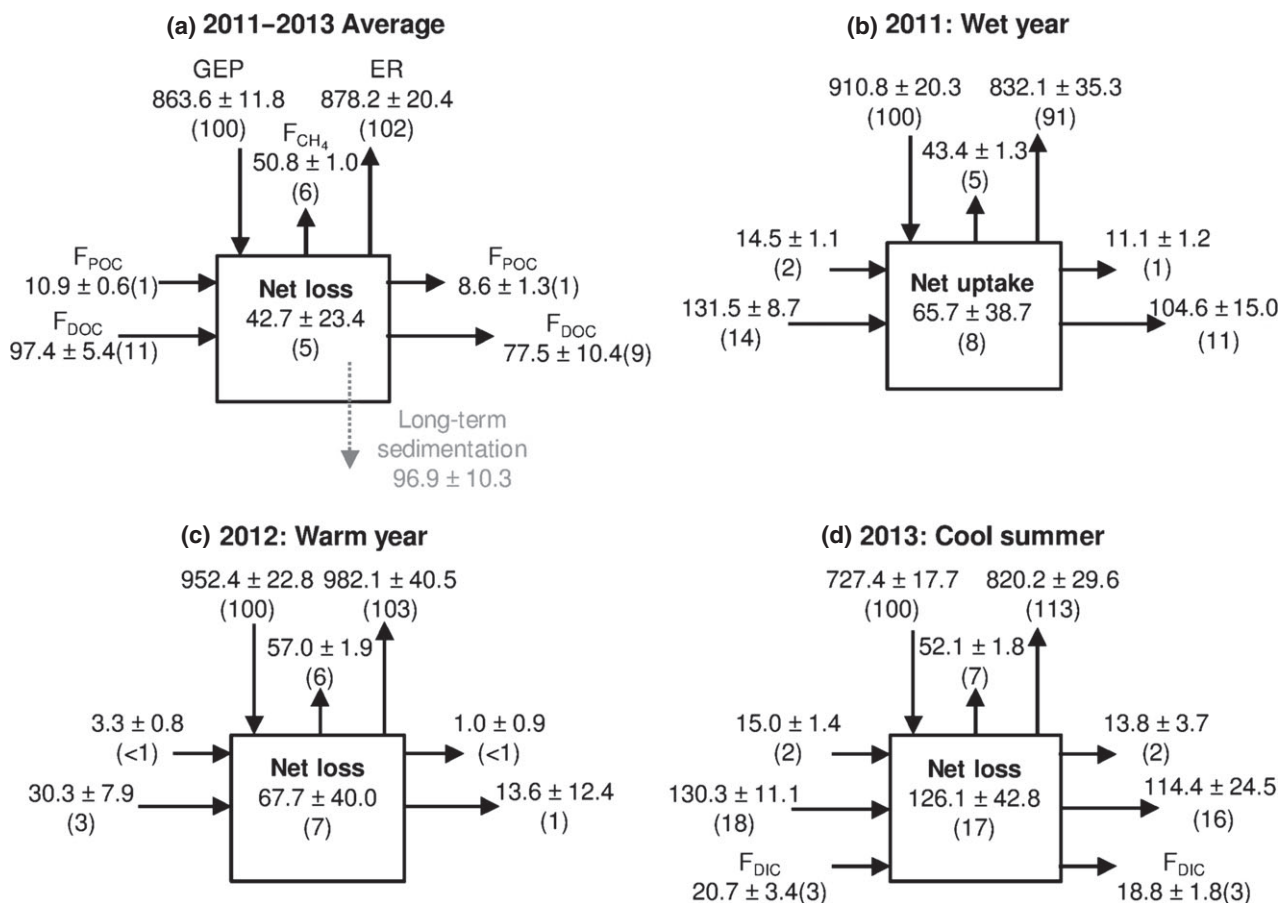 (a) 2011–2013 Average
GEP ER
863.6 ± 11.8 878.2 ± 20.4
(100) (102)
F_CH₄
50.8 ± 1.0
(6)
F_POC
10.9 ± 0.6(1)
F_DOC
97.4 ± 5.4(11)
Net loss
42.7 ± 23.4
(5)
F_POC
8.6 ± 1.3(1)
F_DOC
77.5 ± 10.4(9)
Long-term
sedimentation
96.9 ± 10.3
(b) 2011: Wet year
910.8 ± 20.3 832.1 ± 35.3
(100) (91)
43.4 ± 1.3
(5)
14.5 ± 1.1
(2)
131.5 ± 8.7
(14)
Net uptake
65.7 ± 38.7
(8)
11.1 ± 1.2
(1)
104.6 ± 15.0
(11)
(c) 2012: Warm year
952.4 ± 22.8 982.1 ± 40.5
(100) (103)
57.0 ± 1.9
(6)
3.3 ± 0.8
(<1)
30.3 ± 7.9
(3)
Net loss
67.7 ± 40.0
(7)
1.0 ± 0.9
(<1)
13.6 ± 12.4
(1)
(d) 2013: Cool summer
727.4 ± 17.7 820.2 ± 29.6
(100) (113)
52.1 ± 1.8
(7)
15.0 ± 1.4
(2)
130.3 ± 11.1
(18)
F_DIC
20.7 ± 3.4(3)
Net loss
126.1 ± 42.8
(17)
13.8 ± 3.7
(2)
114.4 ± 24.5
(16)
F_DIC
18.8 ± 1.8(3)